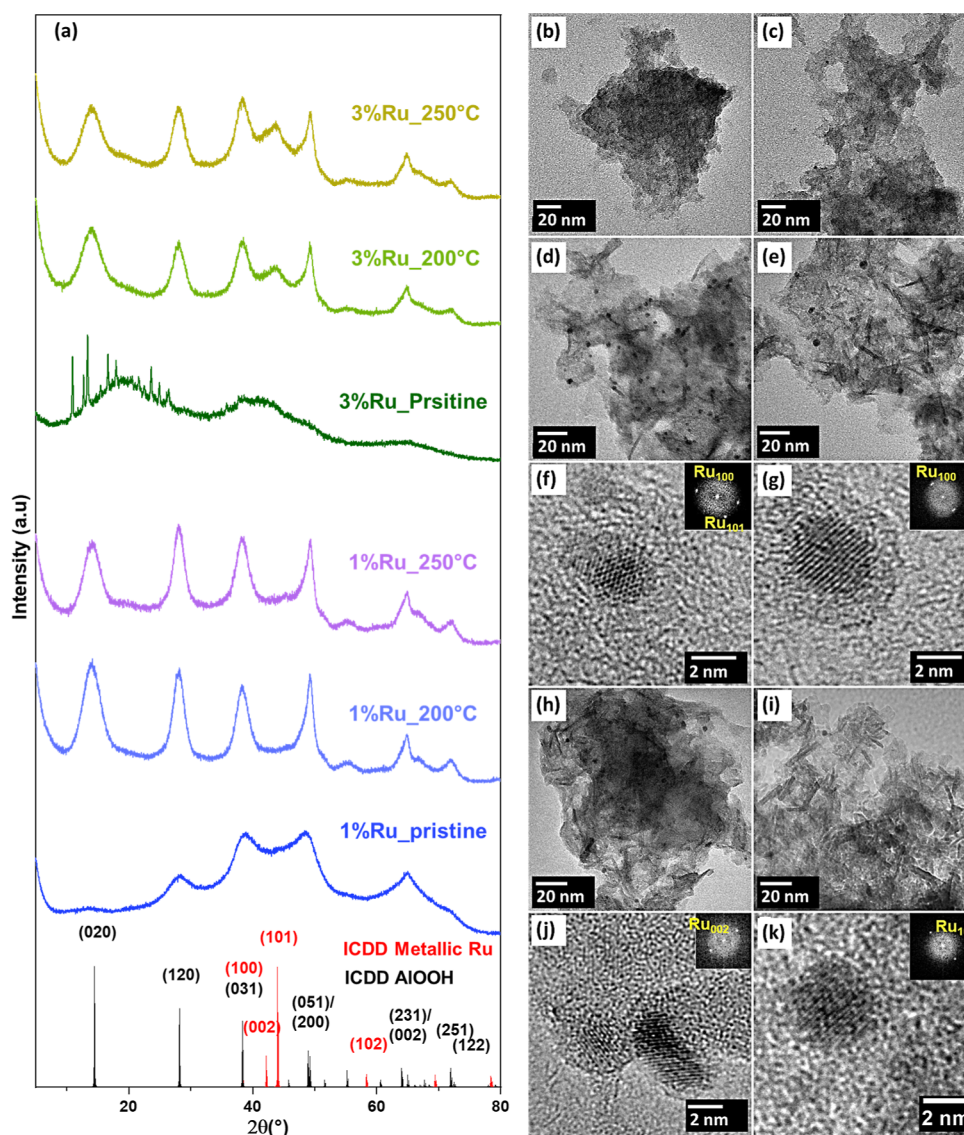 (a)
3%Ru_250°C
3%Ru_200°C
3%Ru_Prsitine
1%Ru_250°C
1%Ru_200°C
1%Ru_pristine
Intensity (a.u)
(020)
(120)
(100)
(031)
(002)
(101)
ICDD Metallic Ru
ICDD AlOOH
(051)/
(200)
(102)
(231)/
(002)
(251)
(122)
20 40 60 80
2θ(°)
(b)
20 nm
(c)
20 nm
(d)
20 nm
(e)
20 nm
(f)
Ru100
Ru101
2 nm
(g)
Ru100
2 nm
(h)
20 nm
(i)
20 nm
(j)
Ru002
2 nm
(k)
Ru1
2 nm